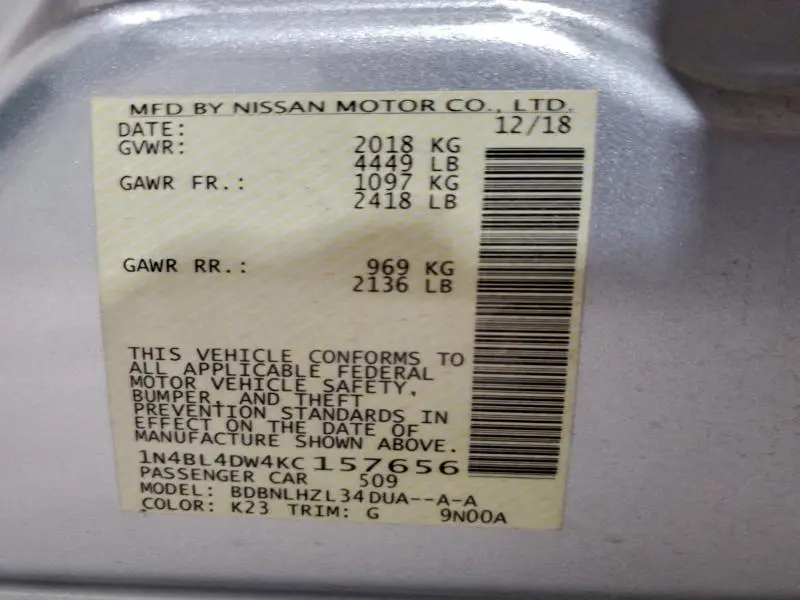 MFD BY NISSAN MOTOR CO., LTD.
DATE: 12/18
GVWR: 2018 KG
4449 LB
GAWR FR.: 1097 KG
2418 LB
GAWR RR.: 969 KG
2136 LB
THIS VEHICLE CONFORMS TO
ALL APPLICABLE FEDERAL
MOTOR VEHICLE SAFETY,
BUMPER, AND THEFT
PREVENTION STANDARDS IN
EFFECT ON THE DATE OF
MANUFACTURE SHOWN ABOVE.
1N4BL4DW4KC157656
PASSENGER CAR 509
MODEL: BDBNLHZL34DUA--A-A
COLOR: K23 TRIM: G 9N00A